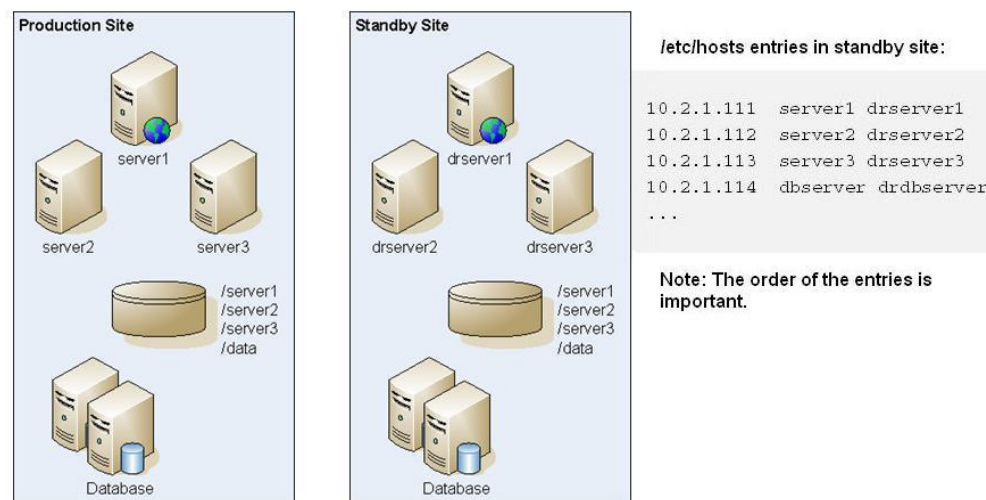 Production Site
server1
server2
server3
/server1
/server2
/server3
/data
Database
Standby Site
drserver1
drserver2
drserver3
/server1
/server2
/server3
/data
Database
/etc/hosts entries in standby site:
10.2.1.111 server1 drserver1
10.2.1.112 server2 drserver2
10.2.1.113 server3 drserver3
10.2.1.114 dbserver drdbserver
...
Note: The order of the entries is
important.